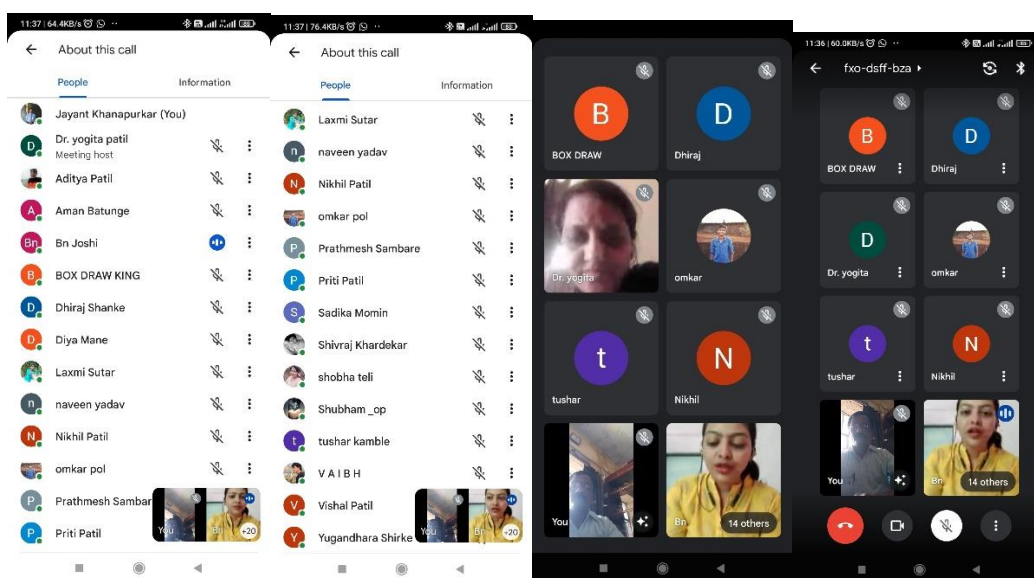 11:37 | 64.4KB/s
About this call
People
Information
Jayant Khanapurkar (You)
D
Dr. yogita patil
Meeting host
Aditya Patil
A
Aman Batunge
Bn
Bn Joshi
B
BOX DRAW KING
D
Dhiraj Shanke
D
Diya Mane
Laxmi Sutar
n
naveen yadav
N
Nikhil Patil
omkar pol
P
Prathmesh Sambar
P
Priti Patil
You
Bn
+20
11:37 | 76.4KB/s
About this call
People
Information
Laxmi Sutar
n
naveen yadav
N
Nikhil Patil
omkar pol
P
Prathmesh Sambare
P
Priti Patil
S
Sadika Momin
Shivraj Khardekar
shobha teli
Shubham _op
t
tushar kamble
V A I B H
V
Vishal Patil
Y
Yugandhara Shirke
You
Bn
+20
B
BOX DRAW
D
Dhiraj
Dr. yogita
omkar
t
tushar
N
Nikhil
You
Bn
14 others
11:36 | 60.0KB/s
fxo-dsff-bza
B
BOX DRAW
D
Dhiraj
D
Dr. yogita
omkar
t
tushar
N
Nikhil
You
Bn
14 others